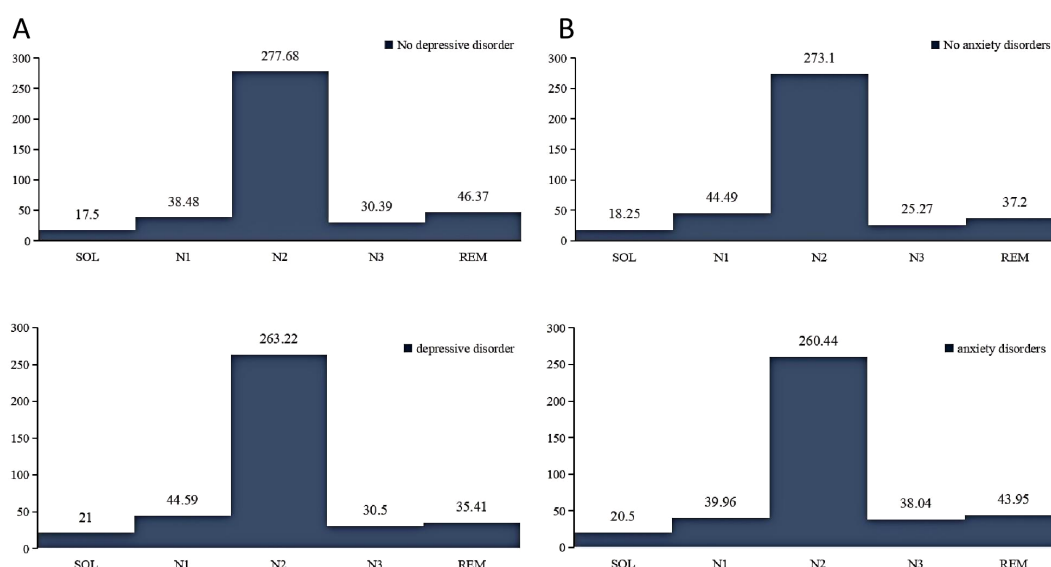 A
No depressive disorder
300
250
200
150
100
50
0
17.5
38.48
277.68
30.39
46.37
SOL
N1
N2
N3
REM
B
No anxiety disorders
300
250
200
150
100
50
0
18.25
44.49
273.1
25.27
37.2
SOL
N1
N2
N3
REM
depressive disorder
300
250
200
150
100
50
0
21
44.59
263.22
30.5
35.41
SOL
N1
N2
N3
REM
anxiety disorders
300
250
200
150
100
50
0
20.5
39.96
260.44
38.04
43.95
SOL
N1
N2
N3
REM